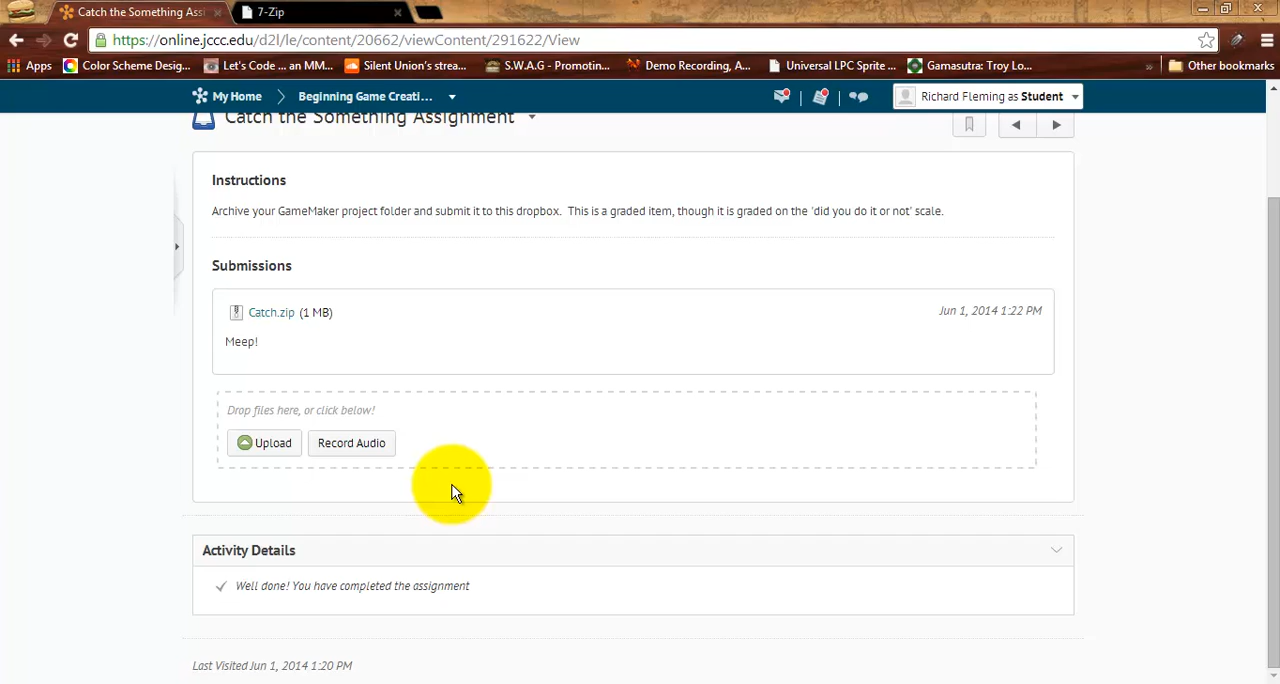 Catch the Something Assi
7-Zip
https://online.jccc.edu/d2l/le/content/20662/viewContent/291622/View
Apps
Color Scheme Desig...
Let's Code ... an MM...
Silent Union's strea...
S.W.A.G - Promotin...
Demo Recording, A...
Universal LPC Sprite ...
Gamasutra: Troy Lo...
»
Other bookmarks
My Home
Beginning Game Creati...
Richard Fleming as Student
Catch the Something Assignment
Instructions
Archive your GameMaker project folder and submit it to this dropbox. This is a graded item, though it is graded on the 'did you do it or not' scale.
Submissions
Catch.zip (1 MB)
Jun 1, 2014 1:22 PM
Meep!
Drop files here, or click below!
Upload
Record Audio
Activity Details
Well done! You have completed the assignment
Last Visited Jun 1, 2014 1:20 PM